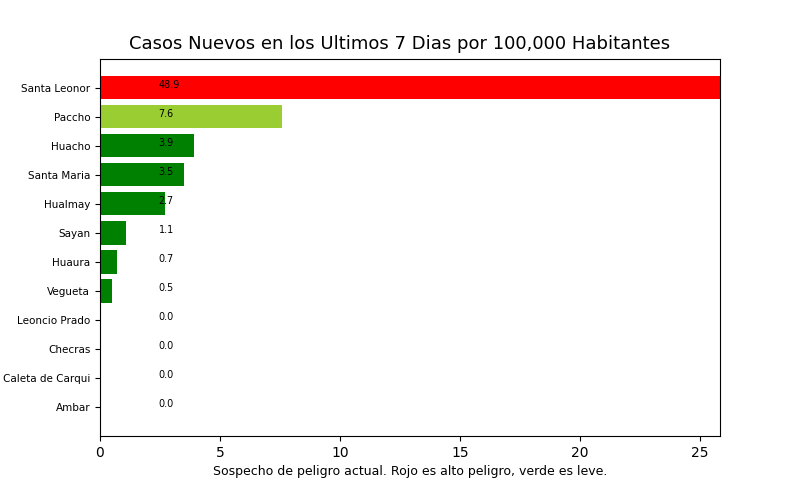 Casos Nuevos en los Ultimos 7 Dias por 100,000 Habitantes
Santa Leonor 48.9
Paccho 7.6
Huacho 3.9
Santa Maria 3.5
Hualmay 2.7
Sayan 1.1
Huaura 0.7
Vegueta 0.5
Leoncio Prado 0.0
Checras 0.0
Caleta de Carqui 0.0
Ambar 0.0
0 5 10 15 20 25
Sospecho de peligro actual. Rojo es alto peligro, verde es leve.